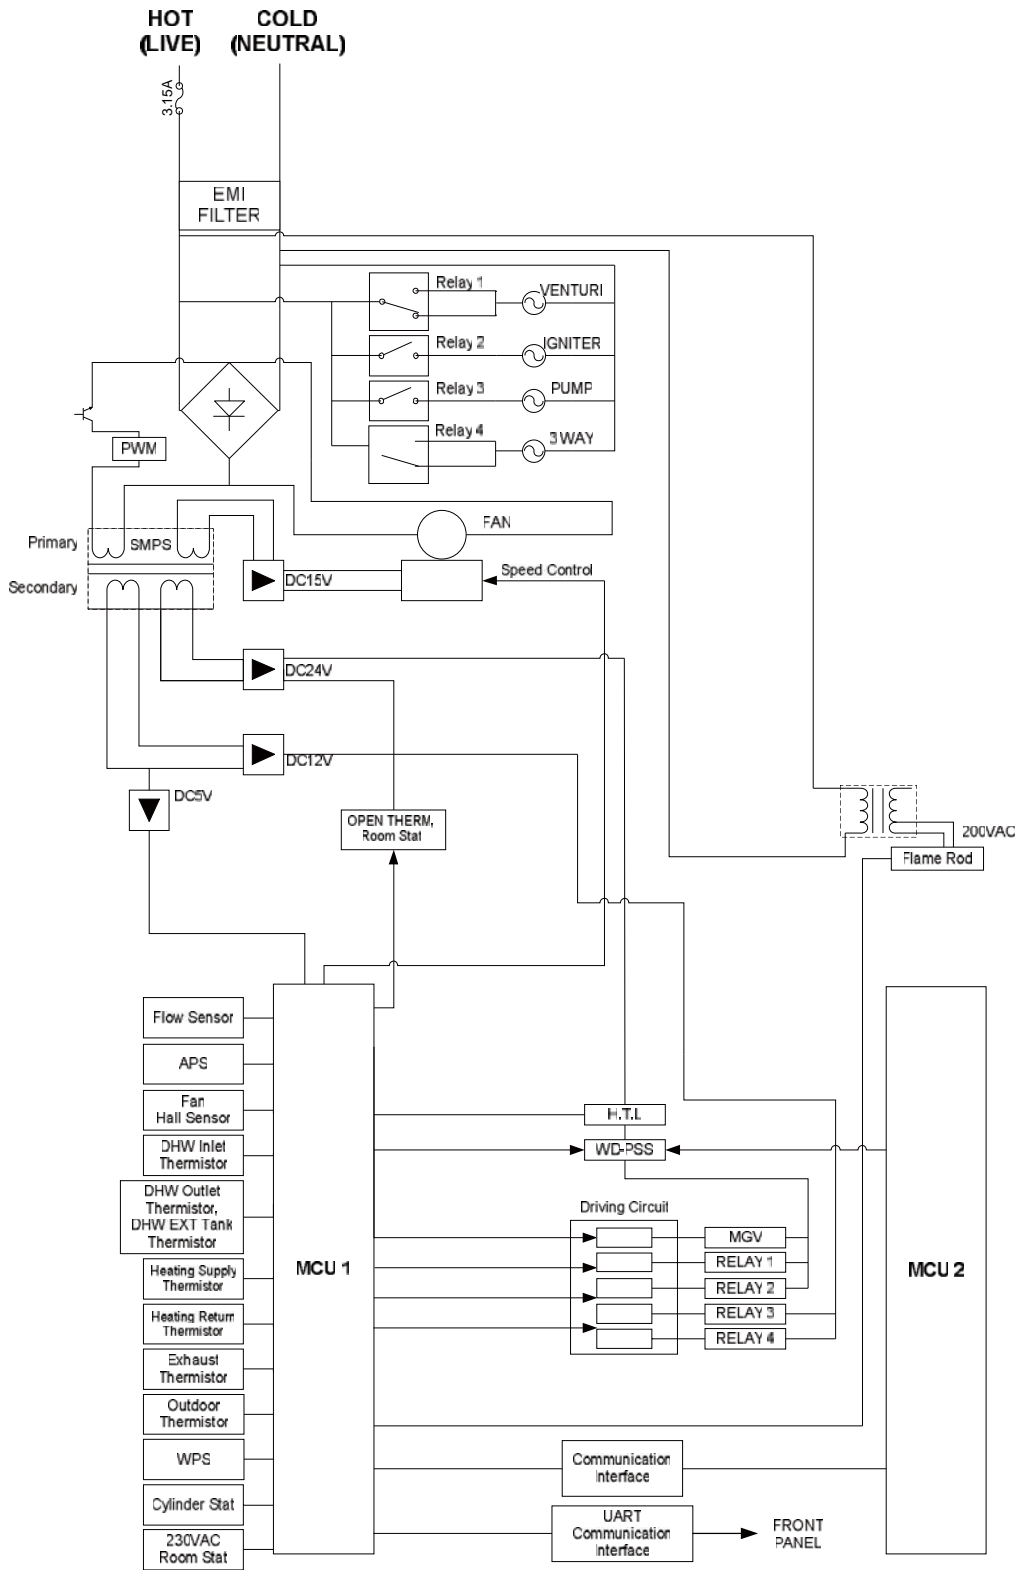 HOT
(LIVE)
COLD
(NEUTRAL)
3.15A
EMI
FILTER
Relay 1
VENTURI
Relay 2
IGNITER
Relay 3
PUMP
Relay 4
3 WAY
PWM
FAN
Primary
SMPS
Secondary
DC15V
Speed Control
DC24V
DC12V
DC5V
OPEN THERM,
Room Stat
200VAC
Flame Rod
Flow Sensor
APS
Fan
Hall Sensor
DHW Inlet
Thermistor
DHW Outlet
Thermistor,
DHW EXT Tank
Thermistor
Heating Supply
Thermistor
Heating Return
Thermistor
Exhaust
Thermistor
Outdoor
Thermistor
WPS
Cylinder Stat
230VAC
Room Stat
MCU 1
H.T.L
WD-PSS
Driving Circuit
MGV
RELAY 1
RELAY 2
RELAY 3
RELAY 4
MCU 2
Communication
Interface
UART
Communication
Interface
FRONT
PANEL